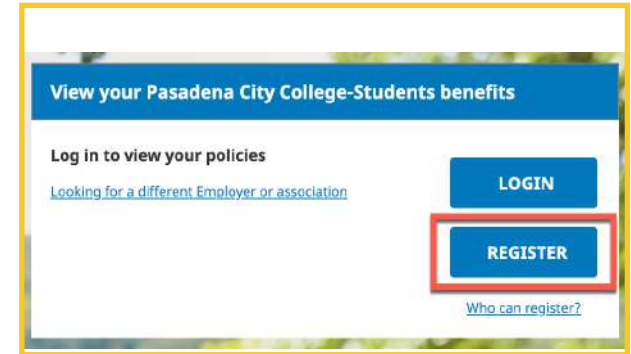 View your Pasadena City College-Students benefits
Log in to view your policies
Looking for a different Employer or association
LOGIN
REGISTER
Who can register?